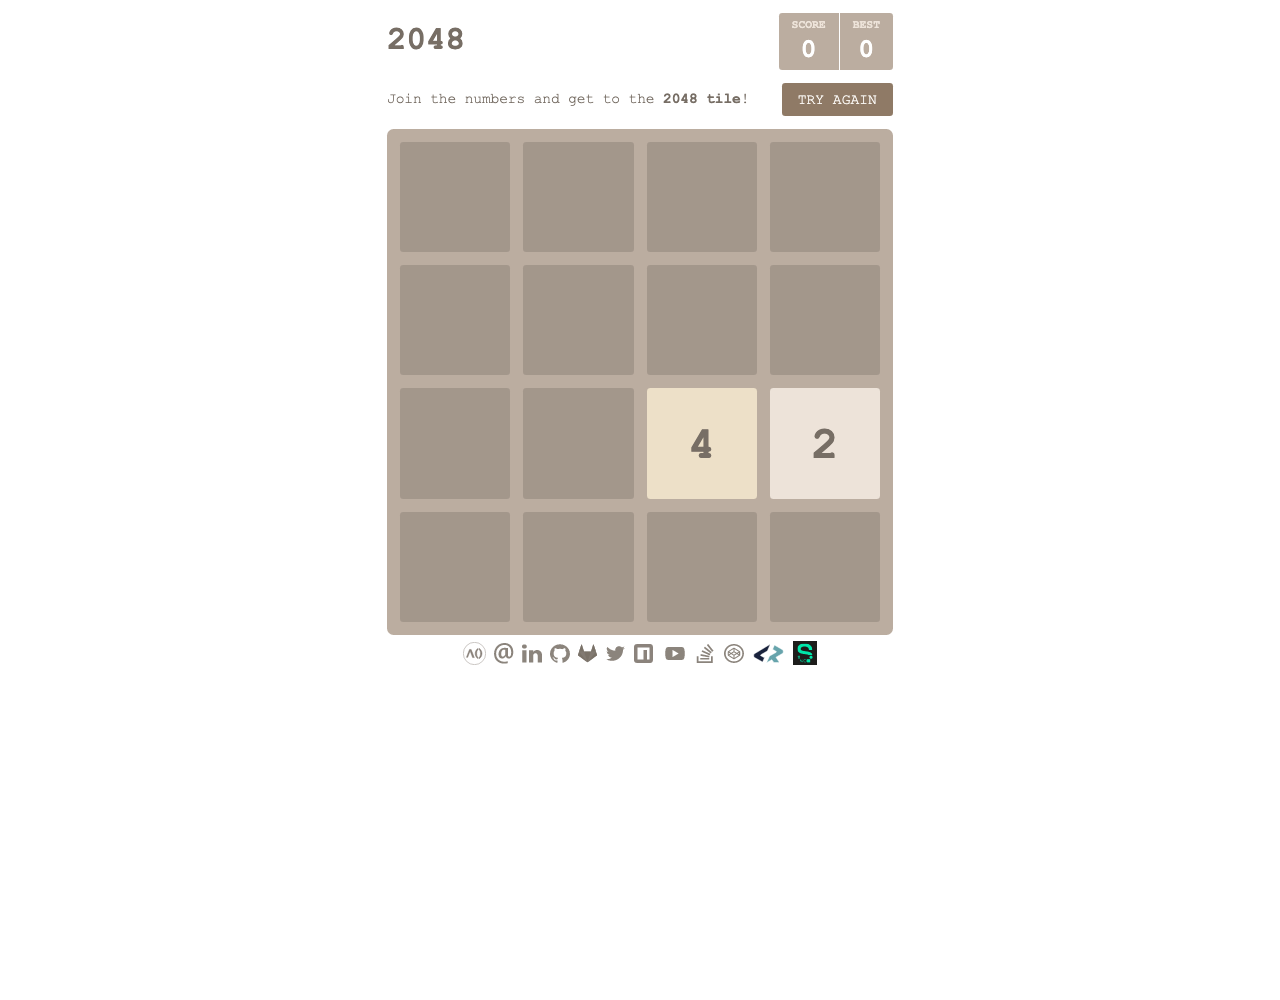 2048
SCORE
0
BEST
0
Join the numbers and get to the 2048 tile!
TRY AGAIN
4
2